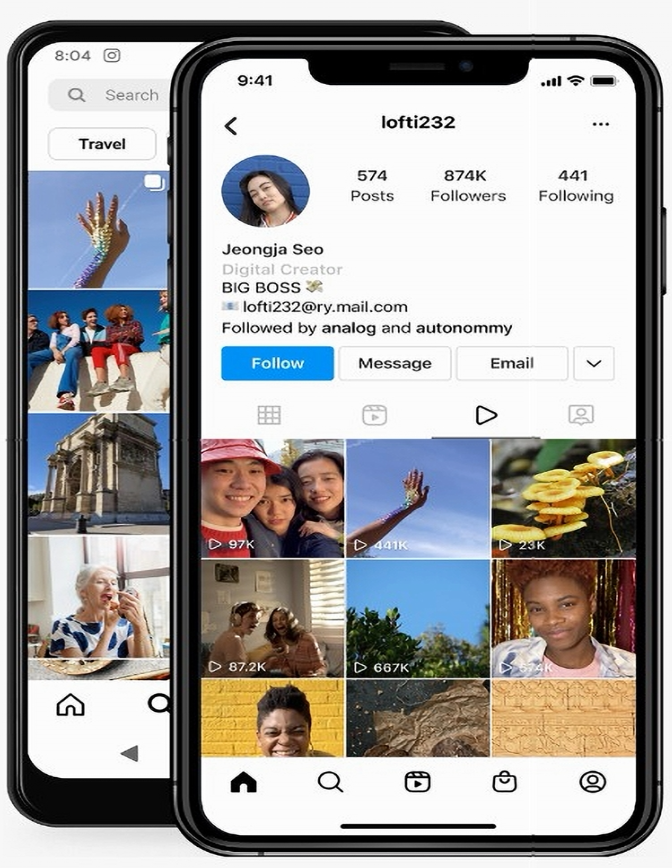 8:04
Search
Travel
9:41
lofti232
574 874K 441
Posts Followers Following
Jeongja Seo
Digital Creator
BIG BOSS
lofti232@ry.mail.com
Followed by analog and autonommy
Follow Message Email
97K 441K 23K
87.2K 667K 574K